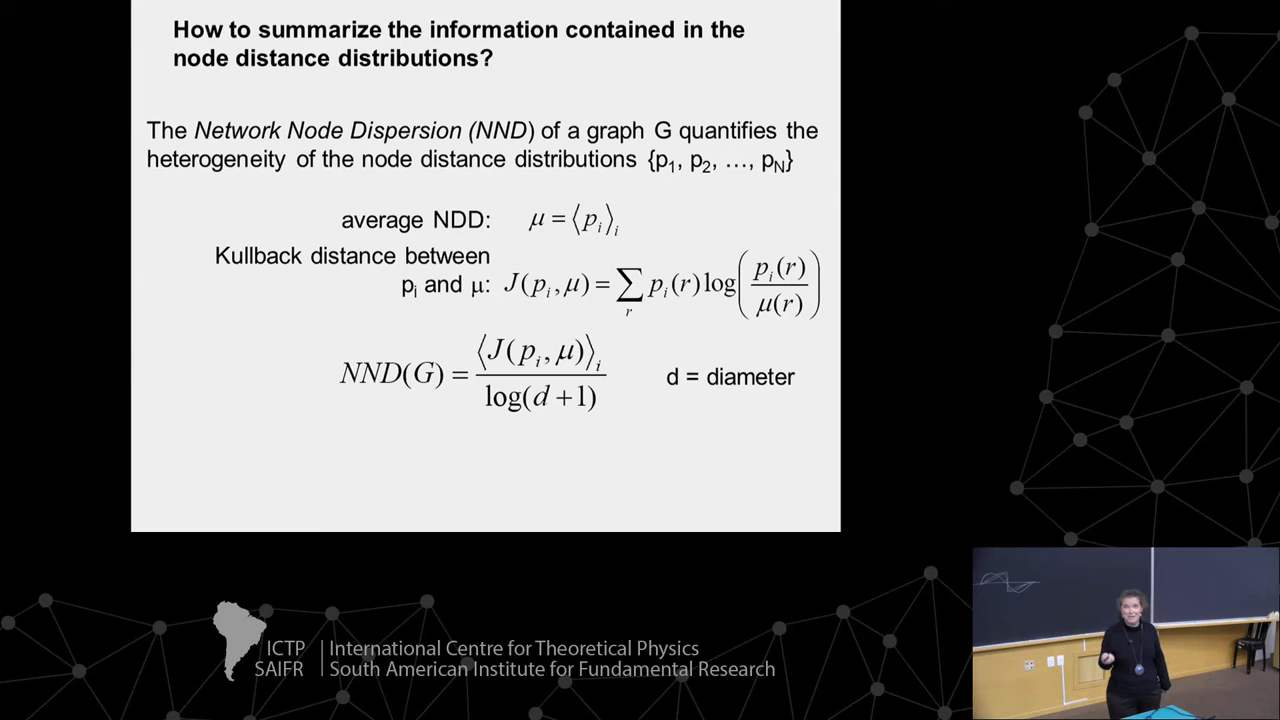 How to summarize the information contained in the
node distance distributions?
The Network Node Dispersion (NND) of a graph G quantifies the
heterogeneity of the node distance distributions {p₁, p₂, …, p_N}
average NDD: μ = ⟨p_i⟩_i
Kullback distance between
p_i and μ: J(p_i, μ) = ∑_r p_i(r) log( p_i(r) / μ(r) )
NND(G) = ⟨J(p_i, μ)⟩_i / log(d + 1) d = diameter
ICTP | International Centre for Theoretical Physics
SAIFR | South American Institute for Fundamental Research